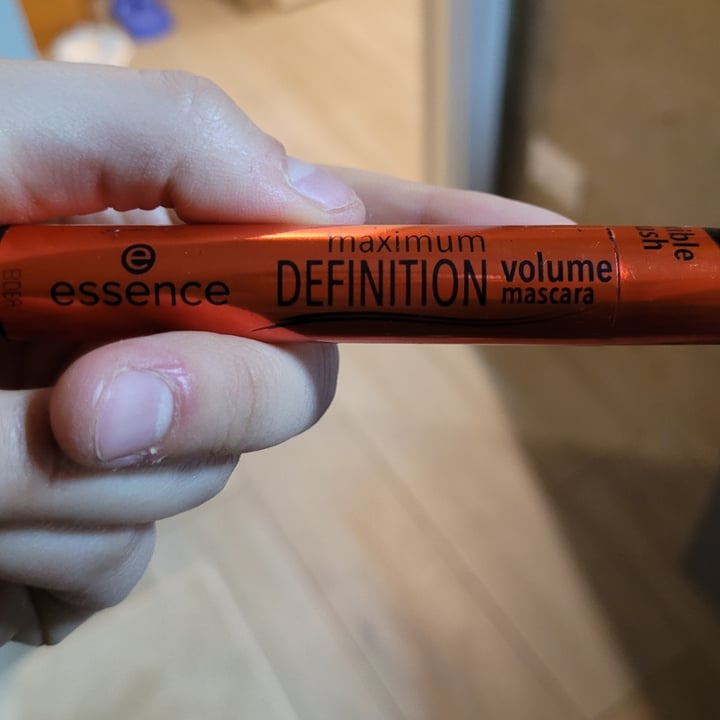 e
essence
maximum
DEFINITION
volume
mascara